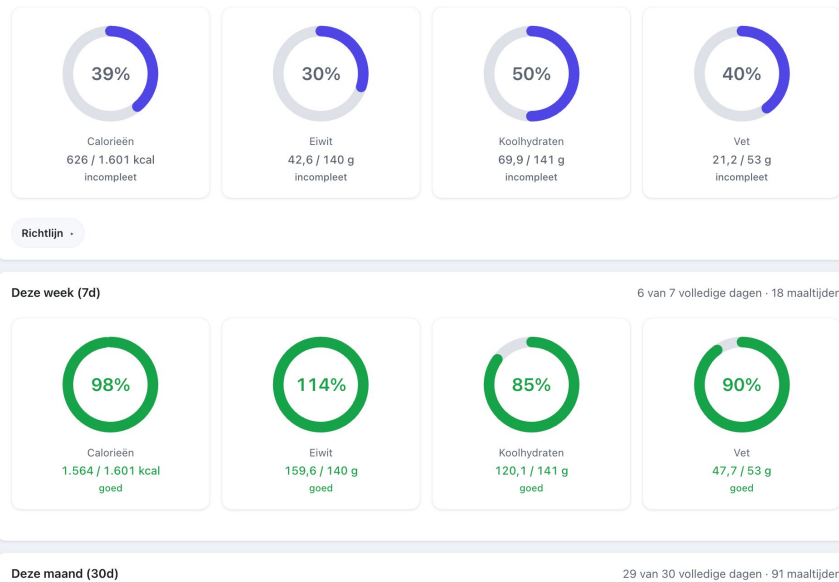 39% 30% 50% 40%
Calorieën Eiwit Koolhydraten Vet
626 / 1.601 kcal 42,6 / 140 g 69,9 / 141 g 21,2 / 53 g
incompleet incompleet incompleet incompleet
Richtlijn
Deze week (7d) 6 van 7 volledige dagen · 18 maaltijden
98% 114% 85% 90%
Calorieën Eiwit Koolhydraten Vet
1.564 / 1.601 kcal 159,6 / 140 g 120,1 / 141 g 47,7 / 53 g
goed goed goed goed
Deze maand (30d) 29 van 30 volledige dagen · 91 maaltijden